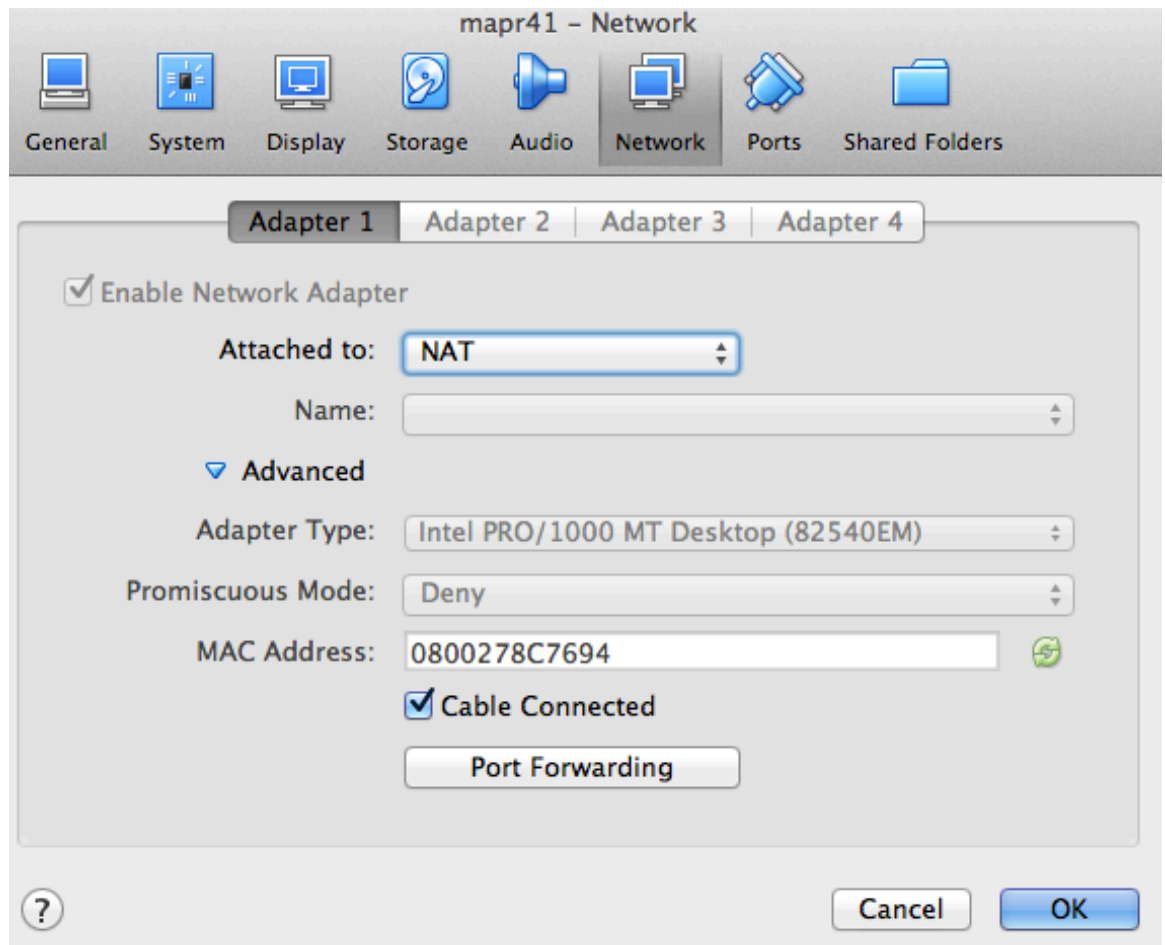 mapr41 – Network
General System Display Storage Audio Network Ports Shared Folders
Adapter 1 Adapter 2 Adapter 3 Adapter 4
Enable Network Adapter
Attached to: NAT
Name:
Advanced
Adapter Type: Intel PRO/1000 MT Desktop (82540EM)
Promiscuous Mode: Deny
MAC Address: 0800278C7694
Cable Connected
Port Forwarding
? Cancel OK